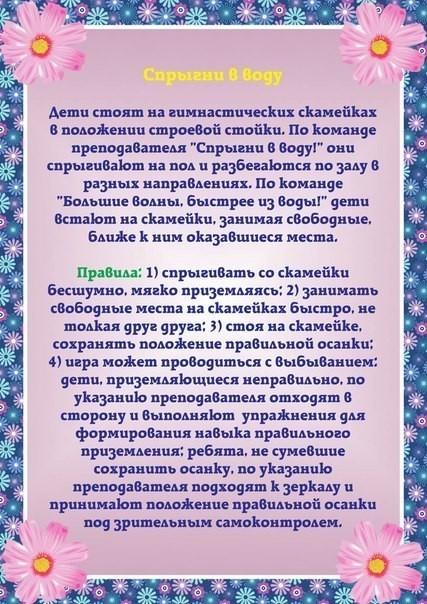 Спрыгни в воду
Дети стоят на гимнастических скамейках
в положении строевой стойки. По команде
преподавателя "Спрыгни в воду!" они
спрыгивают на пол и разбегаются по залу в
разных направлениях. По команде
"Большие волны, быстрее из воды!" дети
встают на скамейки, занимая свободные,
ближе к ним оказавшиеся места.
Правила: 1) спрыгивать со скамейки
бесшумно, мягко приземляясь; 2) занимать
свободные места на скамейках быстро, не
толкая друг друга; 3) стоя на скамейке,
сохранять положение правильной осанки;
4) игра может проводиться с выбыванием:
дети, приземляющиеся неправильно, по
указанию преподавателя отходят в
сторону и выполняют упражнения для
формирования навыка правильного
приземления; ребята, не сумевшие
сохранить осанку, по указанию
преподавателя подходят к зеркалу и
принимают положение правильной осанки
под зрительным самоконтролем.